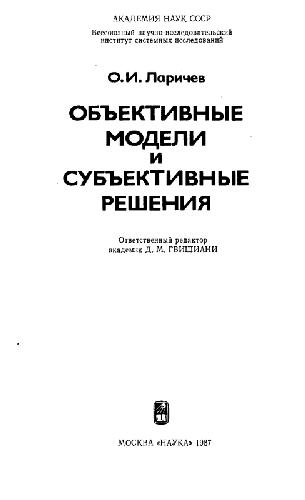 АКАДЕМИЯ НАУК СССР
Всесоюзный научно-исследовательский
институт системных исследований
О.И. Ларичев
ОБЪЕКТИВНЫЕ
МОДЕЛИ
И
СУБЪЕКТИВНЫЕ
РЕШЕНИЯ
Ответственный редактор
академик Д. М. ГВИШИАНИ
МОСКВА «НАУКА» 1987